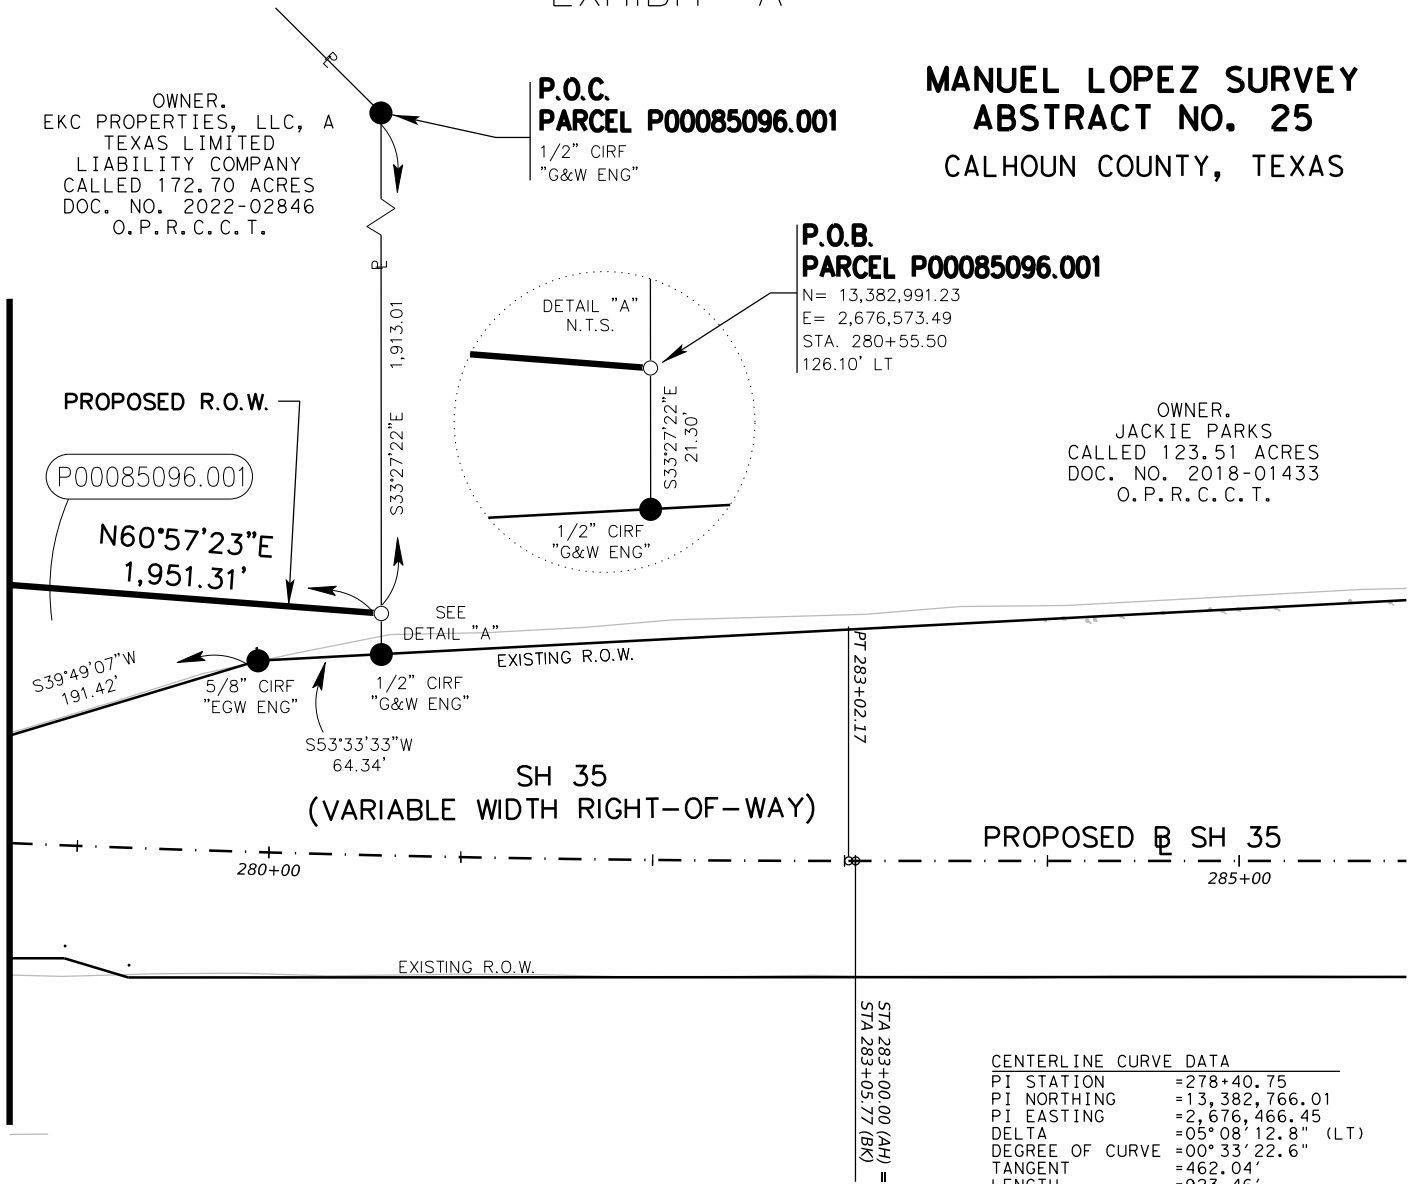 EXHIBIT "A"
MANUEL LOPEZ SURVEY
ABSTRACT NO. 25
CALHOUN COUNTY, TEXAS
P.O.C.
PARCEL P00085096.001
1/2" CIRF
"G&W ENG"
OWNER.
EKC PROPERTIES, LLC, A
TEXAS LIMITED
LIABILITY COMPANY
CALLED 172.70 ACRES
DOC. NO. 2022-02846
O.P.R.C.C.T.
PL
PL
P.O.B.
PARCEL P00085096.001
N= 13,382,991.23
E= 2,676,573.49
STA. 280+55.50
126.10' LT
DETAIL "A"
N.T.S.
S33°27'22"E
21.30'
1/2" CIRF
"G&W ENG"
S33°27'22"E 1,913.01
PROPOSED R.O.W.
P00085096.001
N60°57'23"E
1,951.31'
OWNER.
JACKIE PARKS
CALLED 123.51 ACRES
DOC. NO. 2018-01433
O.P.R.C.C.T.
SEE
DETAIL "A"
EXISTING R.O.W.
S39°49'07"W
191.42'
5/8" CIRF
"EGW ENG"
1/2" CIRF
"G&W ENG"
S53°33'33"W
64.34'
PT 283+02.17
SH 35
(VARIABLE WIDTH RIGHT-OF-WAY)
PROPOSED BL SH 35
280+00
285+00
EXISTING R.O.W.
STA 283+00.00 (AH) =
STA 283+05.77 (BK)
CENTERLINE CURVE DATA
PI STATION =278+40.75
PI NORTHING =13,382,766.01
PI EASTING =2,676,466.45
DELTA =05°08'12.8" (LT)
DEGREE OF CURVE =00°33'22.6"
TANGENT =462.04'
LENGTH =923.46'